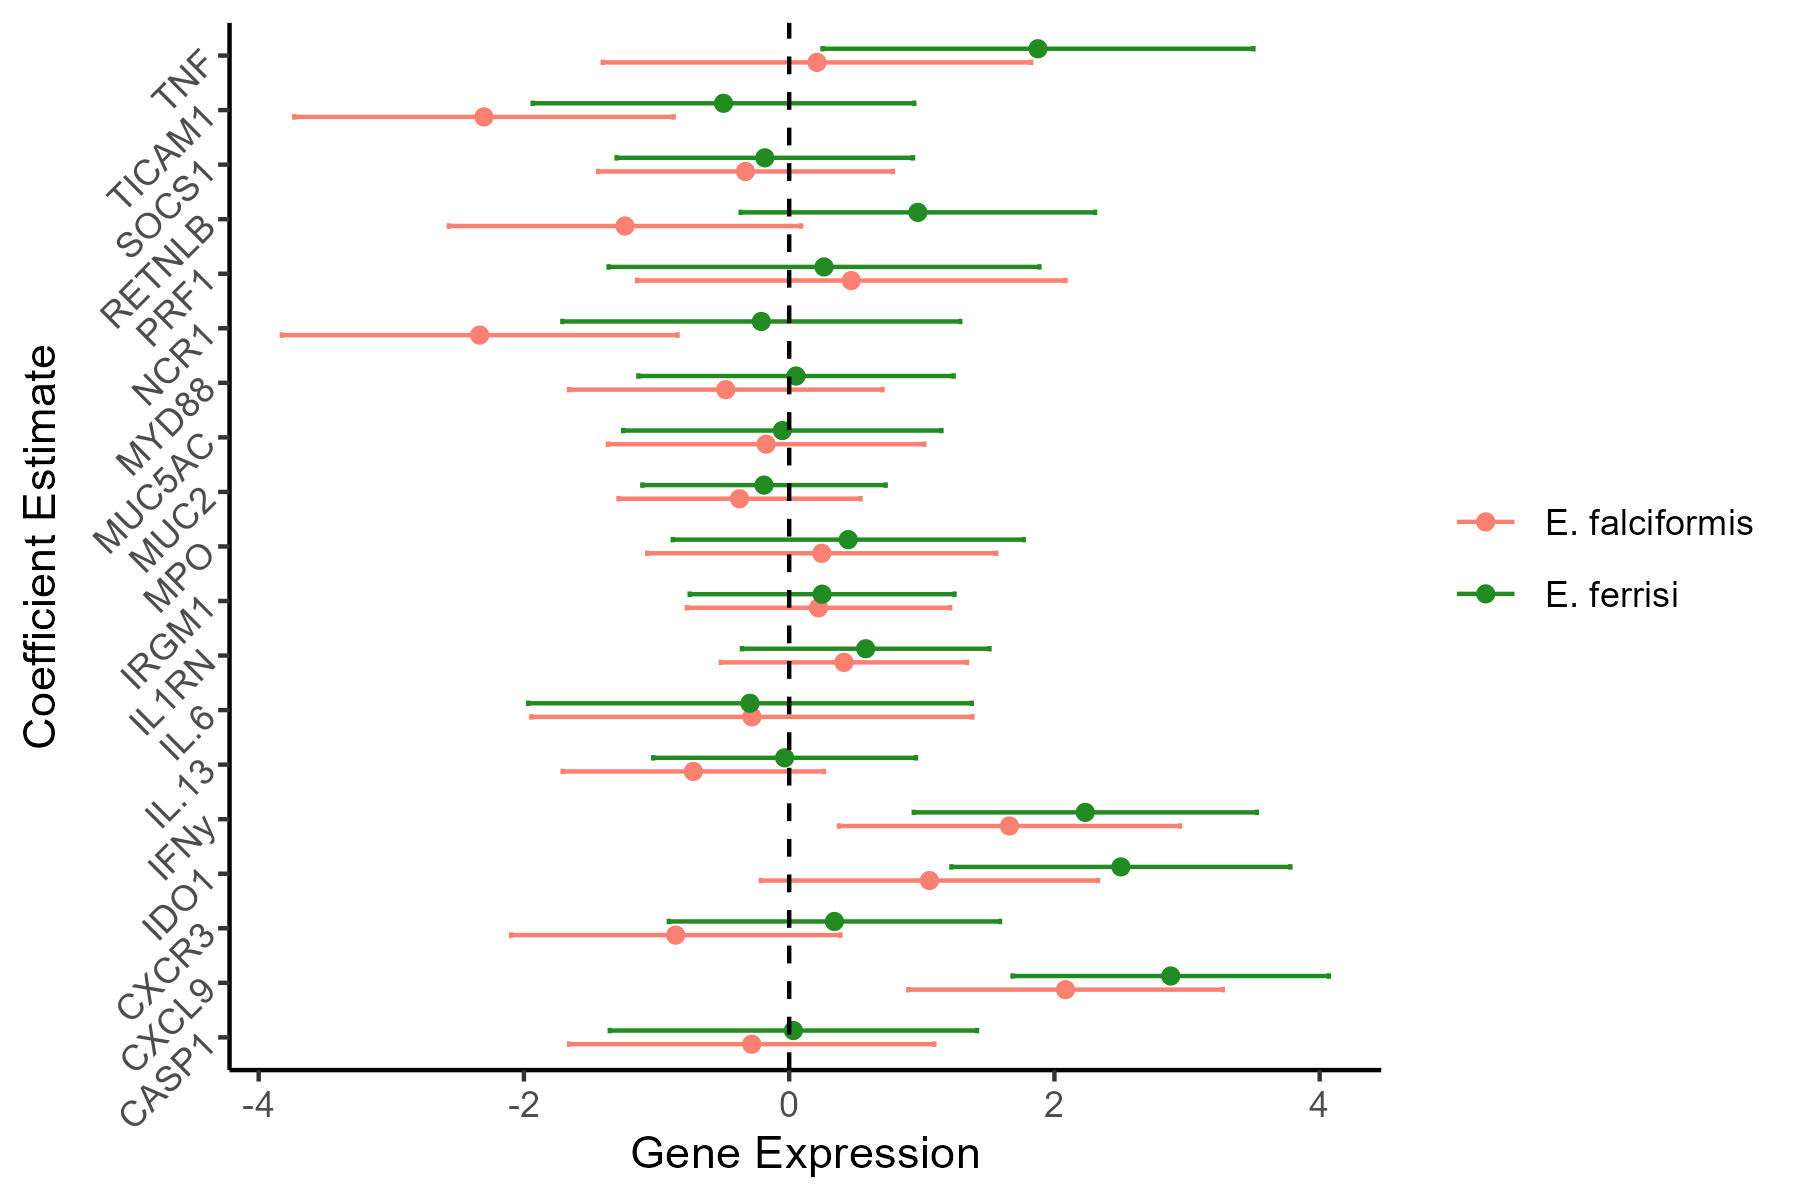 TNF
TICAM1
SOCS1
RETNLB
PRF1
NCR1
MYD88
MUC5AC
MUC2
MPO
IRGM1
IL1RN
IL.6
IL.13
IFNy
IDO1
CXCR3
CXCL9
CASP1
Coefficient Estimate
-4 -2 0 2 4
Gene Expression
E. falciformis
E. ferrisi